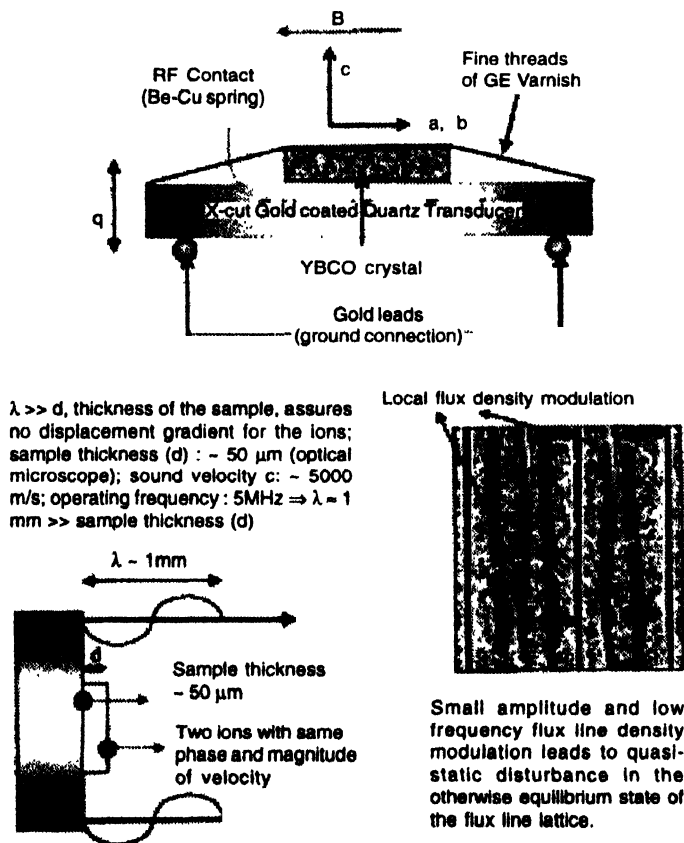 B
RF Contact
(Be-Cu spring)
c
Fine threads
of GE Varnish
a, b
q
X-cut Gold coated Quartz Transducer
YBCO crystal
Gold leads
(ground connection)
λ >> d, thickness of the sample, assures
no displacement gradient for the ions;
sample thickness (d) : ~ 50 μm (optical
microscope); sound velocity c: ~ 5000
m/s; operating frequency : 5MHz ⇒ λ ≈ 1
mm >> sample thickness (d)
Local flux density modulation
λ ~ 1mm
d
Sample thickness
~ 50 μm
Two ions with same
phase and magnitude
of velocity
Small amplitude and low
frequency flux line density
modulation leads to quasi-
static disturbance in the
otherwise equilibrium state of
the flux line lattice.